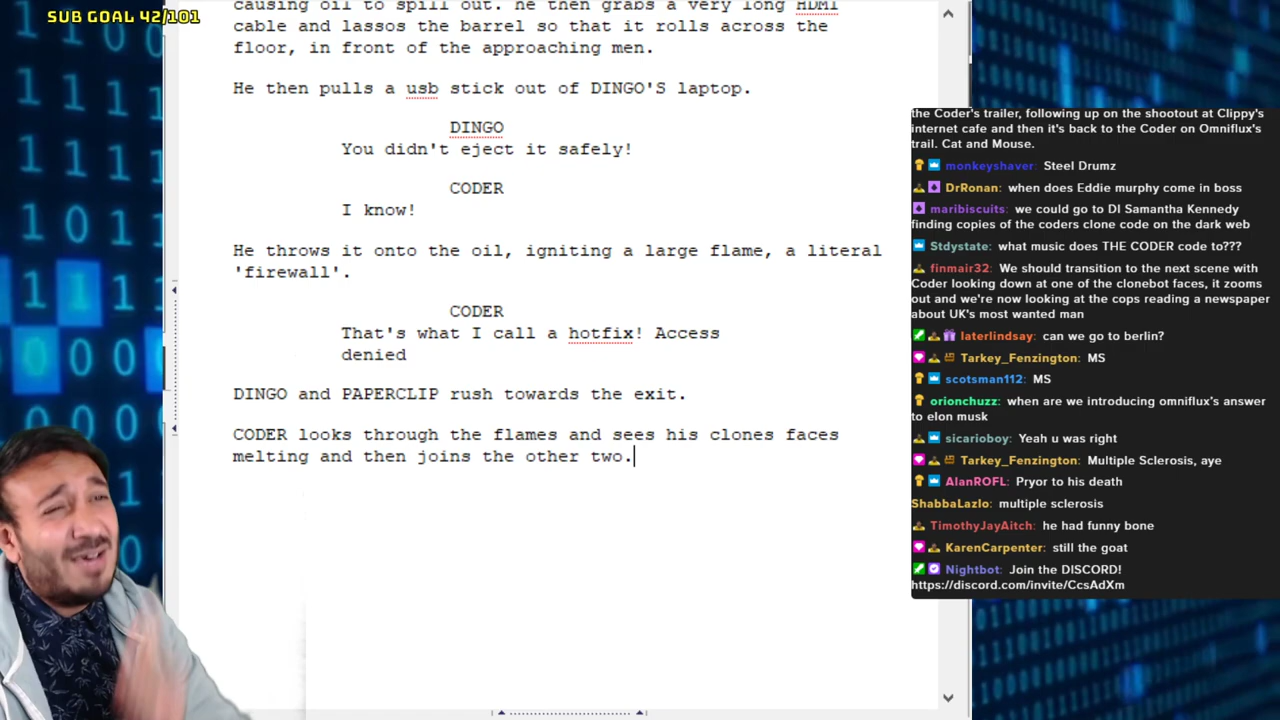 SUB GOAL 42/101
causing oil to spill out. He then grabs a very long HDMI
cable and lassos the barrel so that it rolls across the
floor, in front of the approaching men.
He then pulls a usb stick out of DINGO'S laptop.
DINGO
You didn't eject it safely!
CODER
I know!
He throws it onto the oil, igniting a large flame, a literal
'firewall'.
CODER
That's what I call a hotfix! Access
denied
DINGO and PAPERCLIP rush towards the exit.
CODER looks through the flames and sees his clones faces
melting and then joins the other two.
the Coder's trailer, following up on the shootout at Clippy's
internet cafe and then it's back to the Coder on Omniflux's
trail. Cat and Mouse.
monkeyshaver: Steel Drumz
DrRonan: when does Eddie murphy come in boss
maribiscuits: we could go to DI Samantha Kennedy
finding copies of the coders clone code on the dark web
Stdystate: what music does THE CODER code to???
finmair32: We should transition to the next scene with
Coder looking down at one of the clonebot faces, it zooms
out and we're now looking at the cops reading a newspaper
about UK's most wanted man
laterlindsay: can we go to berlin?
Tarkey_Fenzington: MS
scotsman112: MS
orionchuzz: when are we introducing omniflux's answer
to elon musk
sicarioboy: Yeah u was right
Tarkey_Fenzington: Multiple Sclerosis, aye
AlanROFL: Pryor to his death
ShabbaLazlo: multiple sclerosis
TimothyJayAitch: he had funny bone
KarenCarpenter: still the goat
Nightbot: Join the DISCORD!
https://discord.com/invite/CcsAdXm